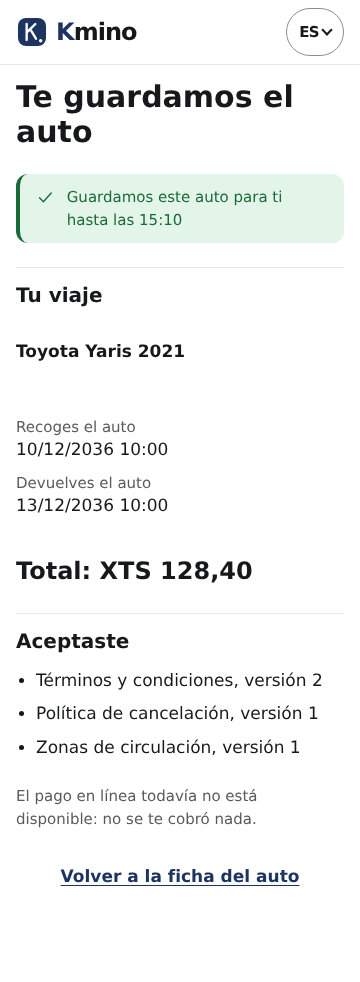 K. Kmino
ES
Te guardamos el
auto
Guardamos este auto para ti
hasta las 15:10
Tu viaje
Toyota Yaris 2021
Recoges el auto
10/12/2036 10:00
Devuelves el auto
13/12/2036 10:00
Total: XTS 128,40
Aceptaste
• Términos y condiciones, versión 2
• Política de cancelación, versión 1
• Zonas de circulación, versión 1
El pago en línea todavía no está
disponible: no se te cobró nada.
Volver a la ficha del auto